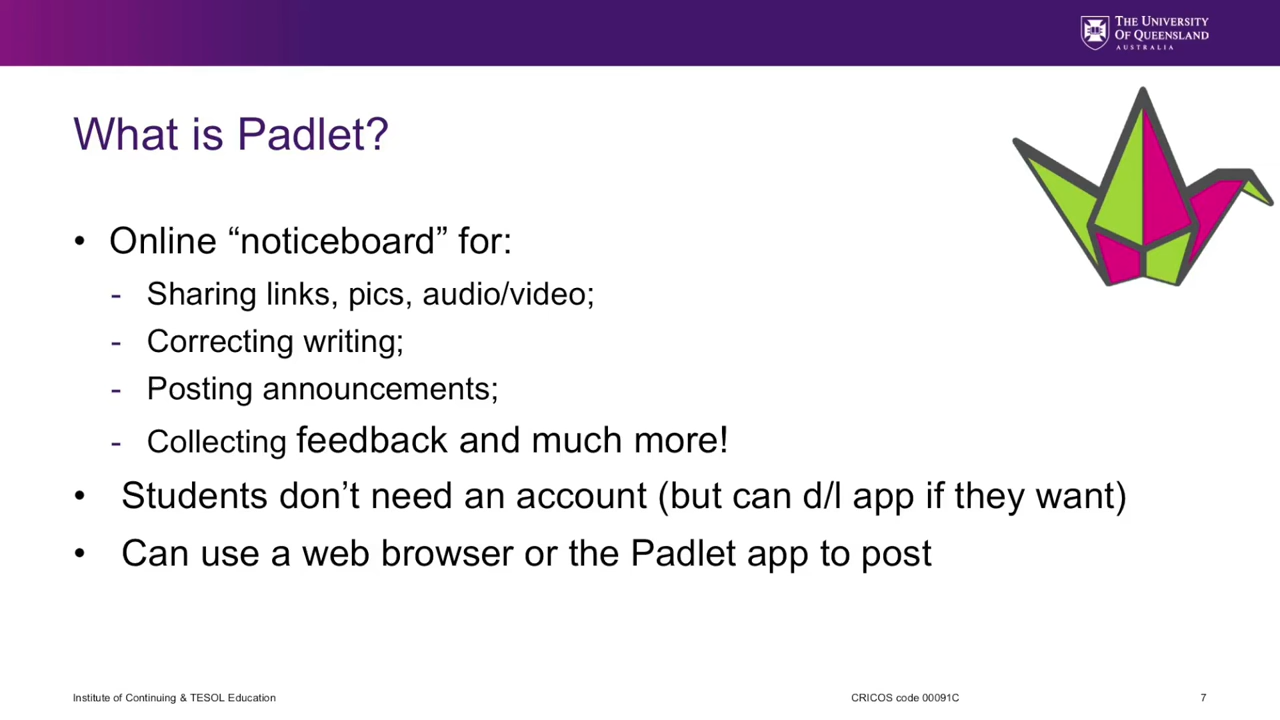 THE UNIVERSITY
OF QUEENSLAND
AUSTRALIA
What is Padlet?
• Online “noticeboard” for:
- Sharing links, pics, audio/video;
- Correcting writing;
- Posting announcements;
- Collecting feedback and much more!
• Students don’t need an account (but can d/l app if they want)
• Can use a web browser or the Padlet app to post
Institute of Continuing & TESOL Education
CRICOS code 00091C
7